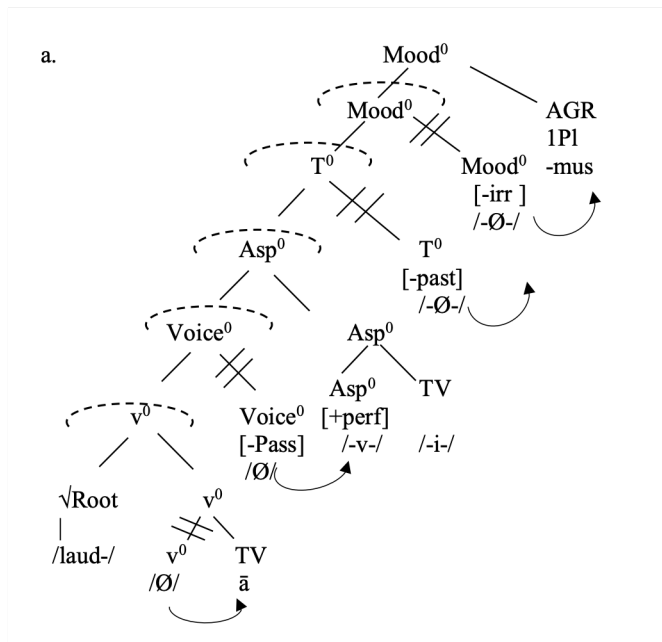 a.
Mood⁰
Mood⁰ AGR
1Pl
T⁰ Mood⁰ -mus
[-irr ]
/-Ø-/
Asp⁰ T⁰
[-past]
/-Ø-/
Voice⁰ Asp⁰
Asp⁰ TV
v⁰ Voice⁰ [+perf]
[-Pass] /-v-/ /-i-/
/Ø/
√Root v⁰
/laud-/ v⁰ TV
/Ø/ ā